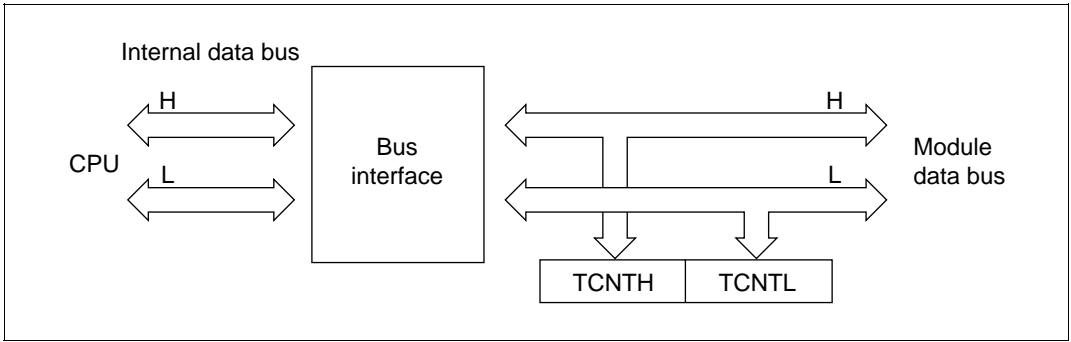 Internal data bus
H
H
CPU
Bus
interface
Module
data bus
L
L
TCNTH
TCNTL